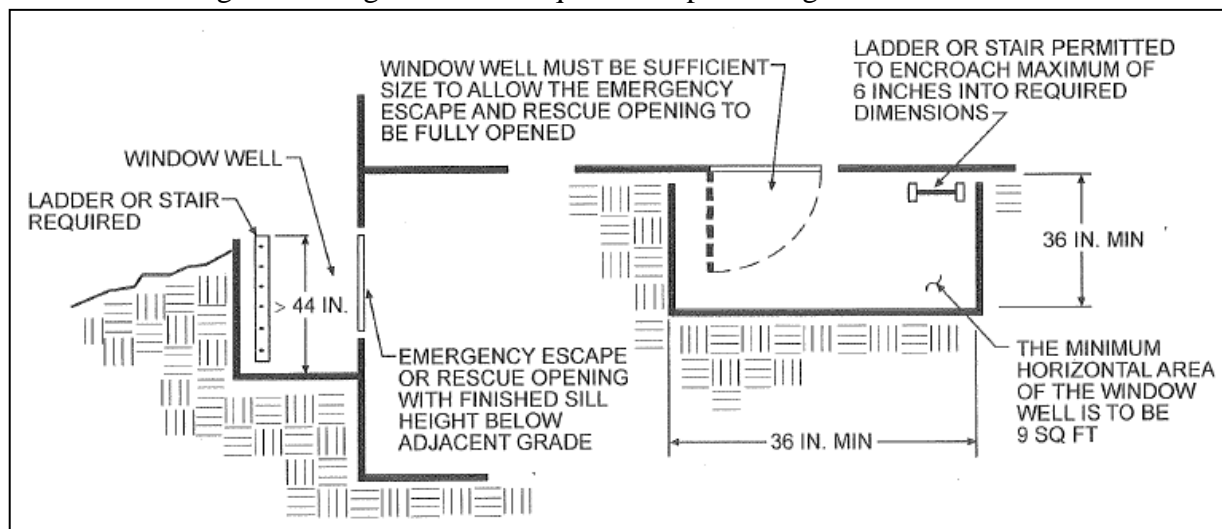 WINDOW WELL MUST BE SUFFICIENT
SIZE TO ALLOW THE EMERGENCY
ESCAPE AND RESCUE OPENING TO
BE FULLY OPENED
LADDER OR STAIR PERMITTED
TO ENCROACH MAXIMUM OF
6 INCHES INTO REQUIRED
DIMENSIONS
WINDOW WELL
LADDER OR STAIR
REQUIRED
> 44 IN.
36 IN. MIN
EMERGENCY ESCAPE
OR RESCUE OPENING
WITH FINISHED SILL
HEIGHT BELOW
ADJACENT GRADE
36 IN. MIN
THE MINIMUM
HORIZONTAL AREA
OF THE WINDOW
WELL IS TO BE
9 SQ FT